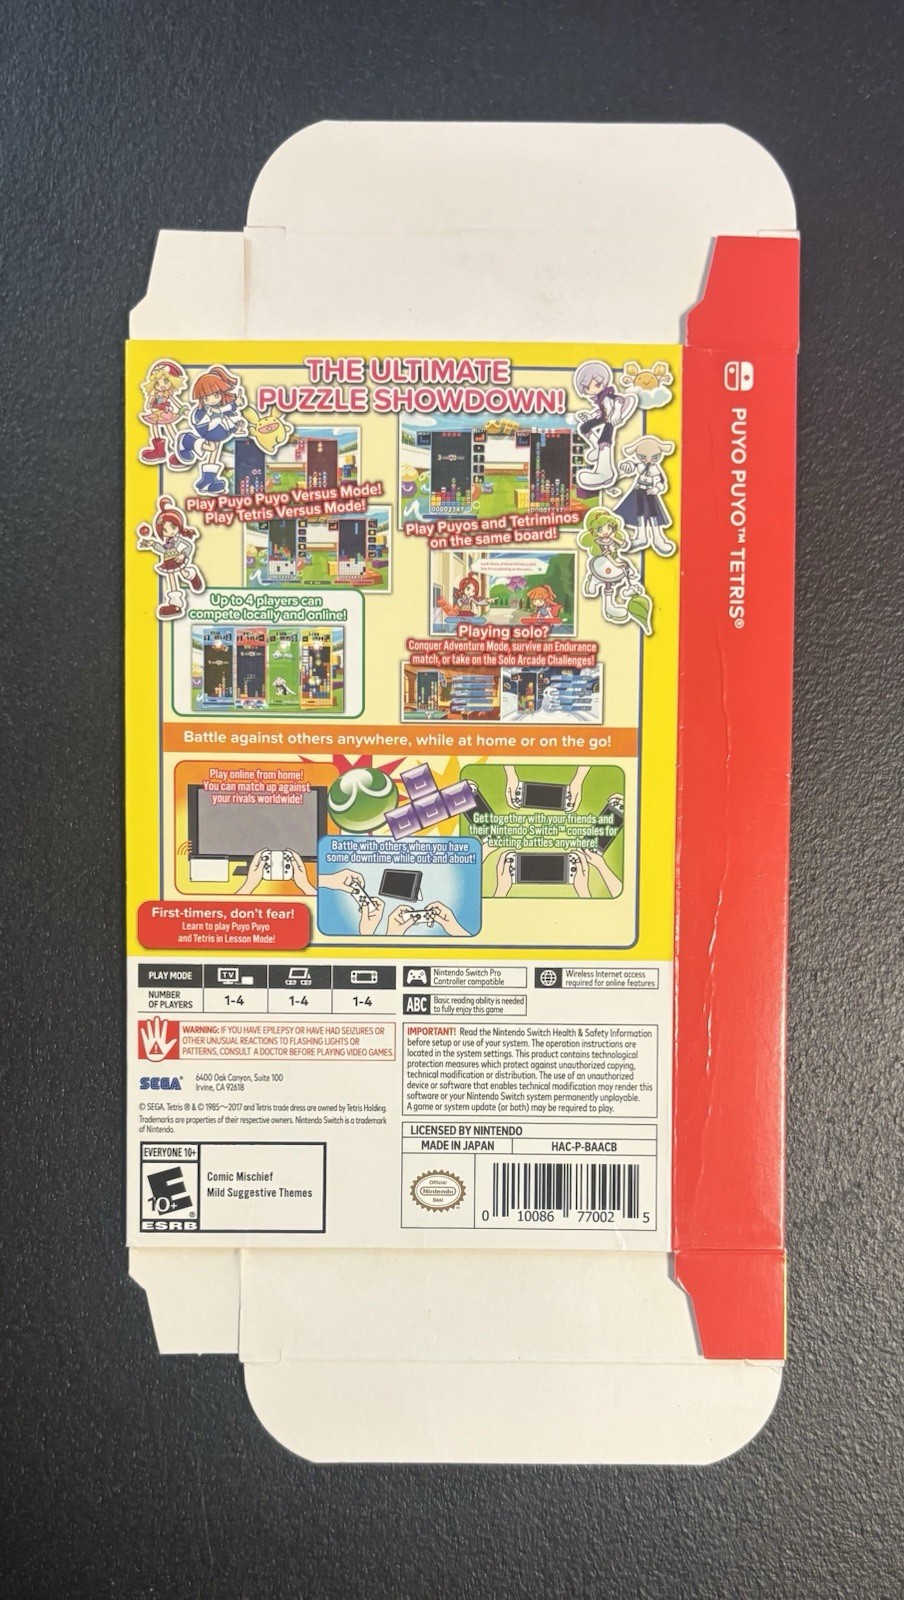 THE ULTIMATE
PUZZLE SHOWDOWN!
Play Puyo Puyo Versus Mode!
Play Tetris Versus Mode!
Play Puyos and Tetriminos
on the same board!
Up to 4 players can
compete locally and online!
Playing solo?
Conquer Adventure Mode, survive an Endurance
match, or take on the Solo Arcade Challenges!
Battle against others anywhere, while at home or on the go!
Play online from home!
You can match up against
your rivals worldwide!
Battle with others when you have
some downtime while out and about!
Get together with your friends and
their Nintendo Switch™ consoles for
exciting battles anywhere!
First-timers, don't fear!
Learn to play Puyo Puyo
and Tetris in Lesson Mode!
PLAY MODE
TV
NUMBER
OF PLAYERS
1-4
1-4
1-4
Nintendo Switch Pro
Controller compatible
Wireless Internet access
required for online features
ABC
Basic reading ability is needed
to fully enjoy this game
WARNING: IF YOU HAVE EPILEPSY OR HAVE HAD SEIZURES OR
OTHER UNUSUAL REACTIONS TO FLASHING LIGHTS OR
PATTERNS, CONSULT A DOCTOR BEFORE PLAYING VIDEO GAMES.
SEGA®
6400 Oak Canyon, Suite 100
Irvine, CA 92618
© SEGA. Tetris ® & © 1985~2017 and Tetris trade dress are owned by Tetris Holding.
Trademarks are properties of their respective owners. Nintendo Switch is a trademark
of Nintendo.
EVERYONE 10+
E
10+
®
ESRB
Comic Mischief
Mild Suggestive Themes
IMPORTANT! Read the Nintendo Switch Health & Safety Information
before setup or use of your system. The operation instructions are
located in the system settings. This product contains technological
protection measures which protect against unauthorized copying,
technical modification or distribution. The use of an unauthorized
device or software that enables technical modification may render this
software or your Nintendo Switch system permanently unplayable.
A game or system update (or both) may be required to play.
LICENSED BY NINTENDO
MADE IN JAPAN
HAC-P-BAACB
Official
Nintendo
Seal
0 10086 77002 5
PUYO PUYO™ TETRIS®